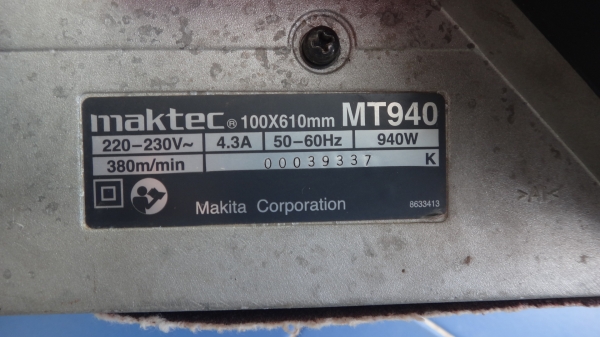 maktec® 100X610mm MT940
220-230V~ 4.3A 50-60Hz 940W
380m/min 00039337 K
Makita Corporation 8633413